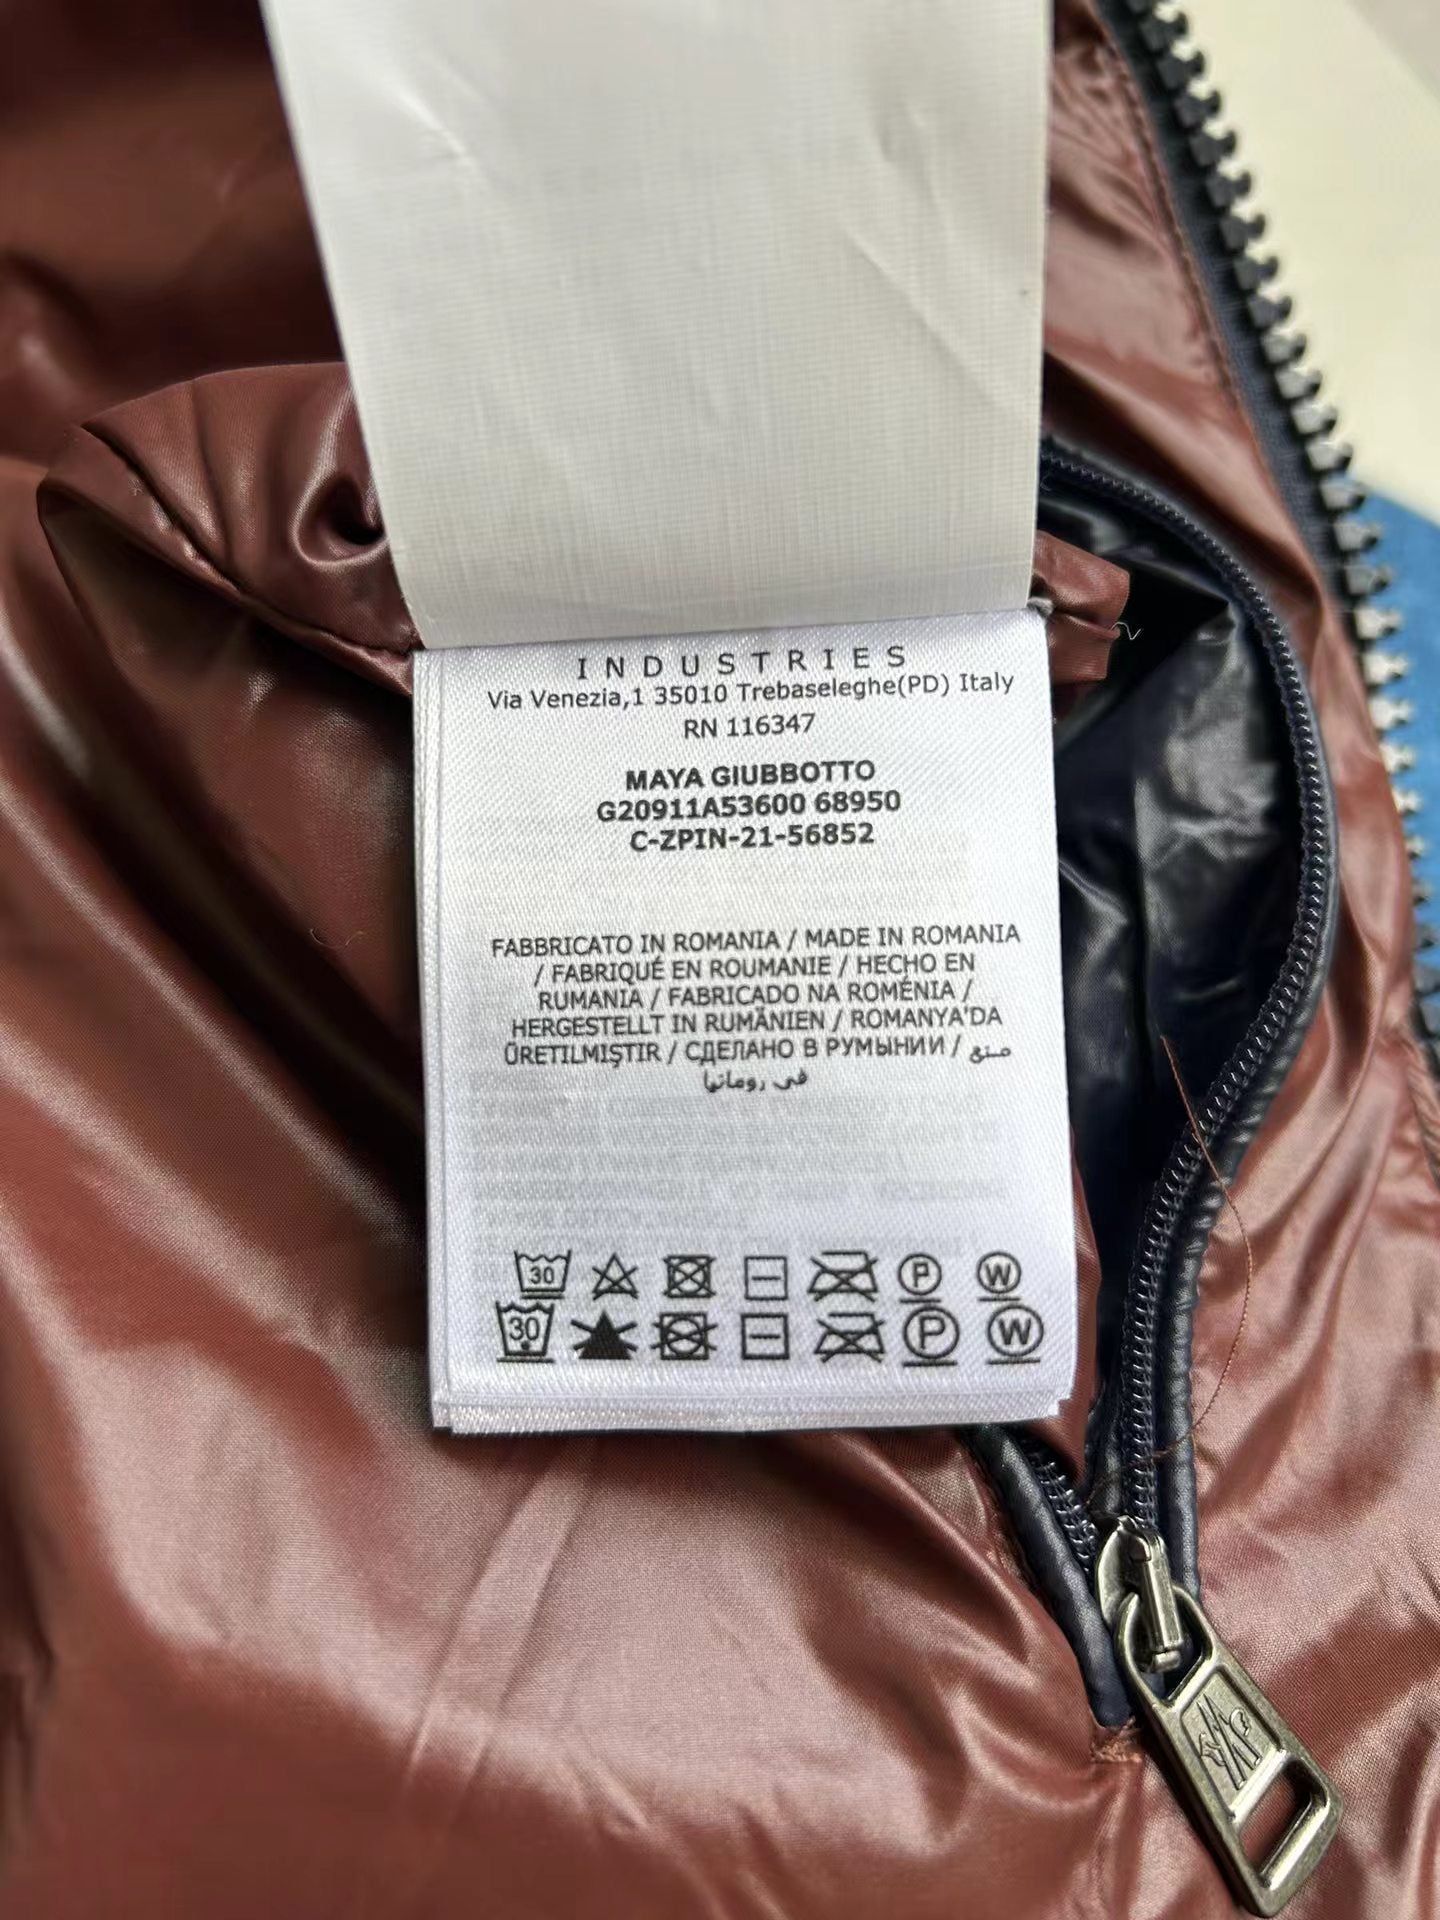 INDUSTRIES
Via Venezia,1 35010 Trebaseleghe(PD) Italy
RN 116347
MAYA GIUBBOTTO
G20911A53600 68950
C-ZPIN-21-56852
FABBRICATO IN ROMANIA / MADE IN ROMANIA
/ FABRIQUÉ EN ROUMANIE / HECHO EN
RUMANIA / FABRICADO NA ROMÉNIA /
HERGESTELLT IN RUMÄNIEN / ROMANYA'DA
ÜRETILMIŞTIR / СДЕЛАНО В РУМЫНИИ / صنع
في رومانيا
30 P W
30 P W